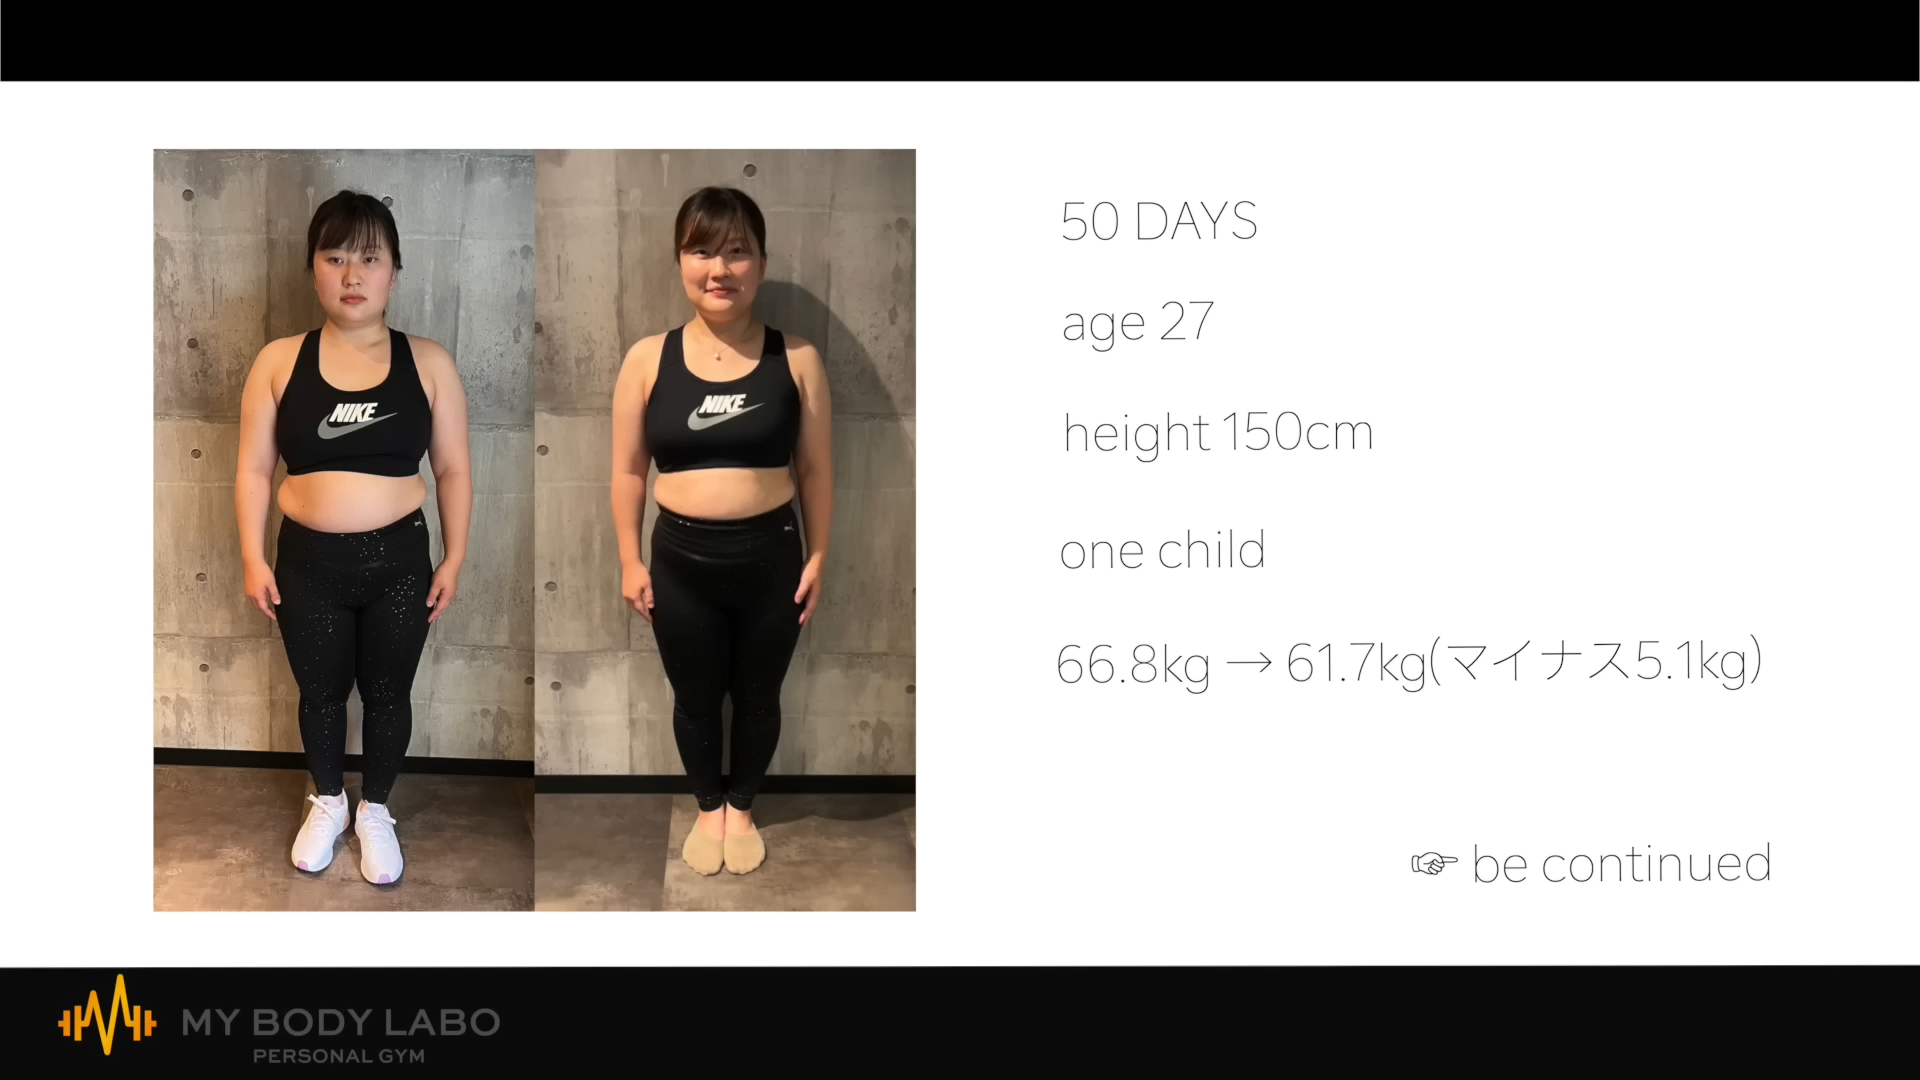 NIKE
NIKE
50 DAYS
age 27
height 150cm
one child
66.8kg → 61.7kg(マイナス5.1kg)
☞ be continued
MY BODY LABO
PERSONAL GYM